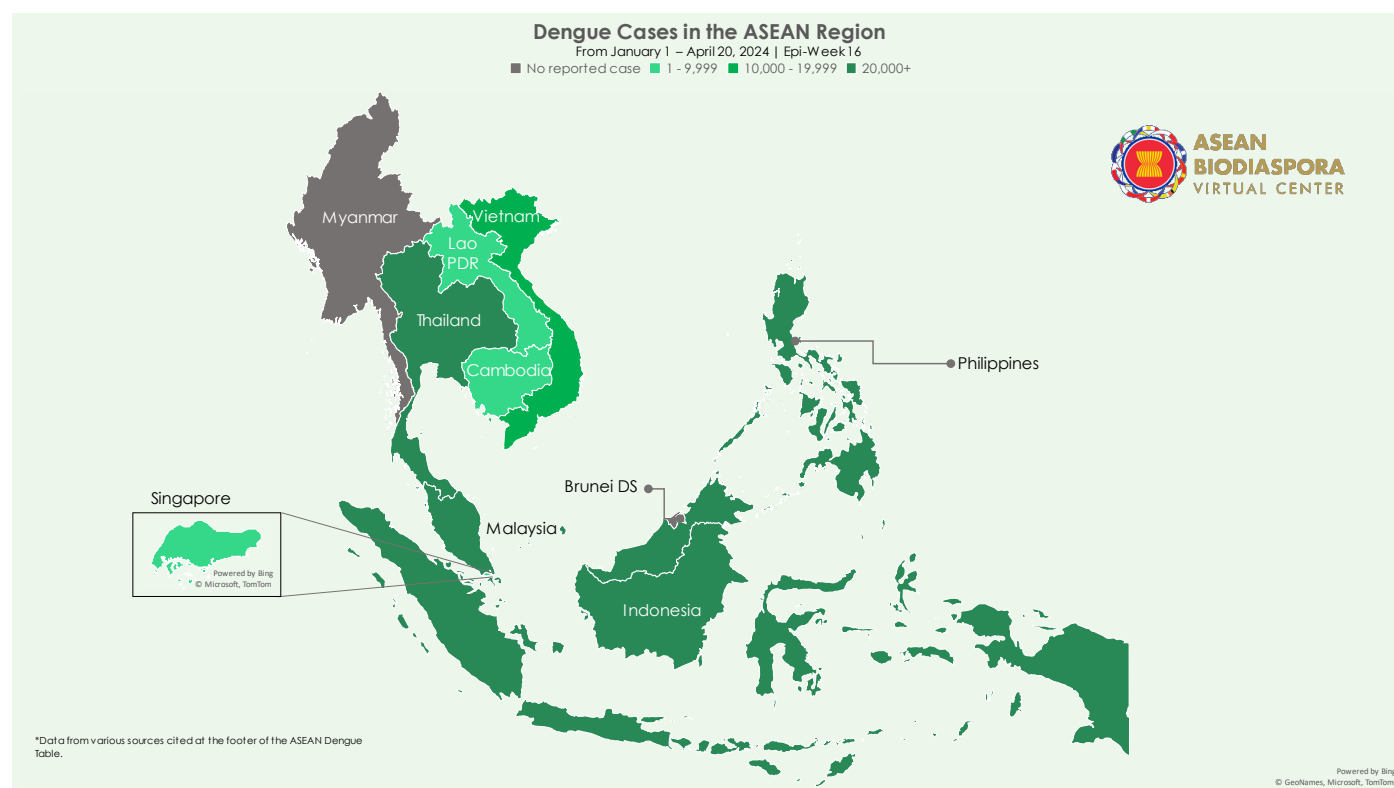 Dengue Cases in the ASEAN Region
From January 1 – April 20, 2024 | Epi-Week 16
No reported case 1 - 9,999 10,000 - 19,999 20,000+
ASEAN
BIODIASPORA
VIRTUAL CENTER
Myanmar
Vietnam
Lao
PDR
Thailand
Cambodia
Philippines
Brunei DS
Singapore
Malaysia
Powered by Bing
© Microsoft, TomTom
Indonesia
*Data from various sources cited at the footer of the ASEAN Dengue
Table.
Powered by Bing
© GeoNames, Microsoft, TomTom